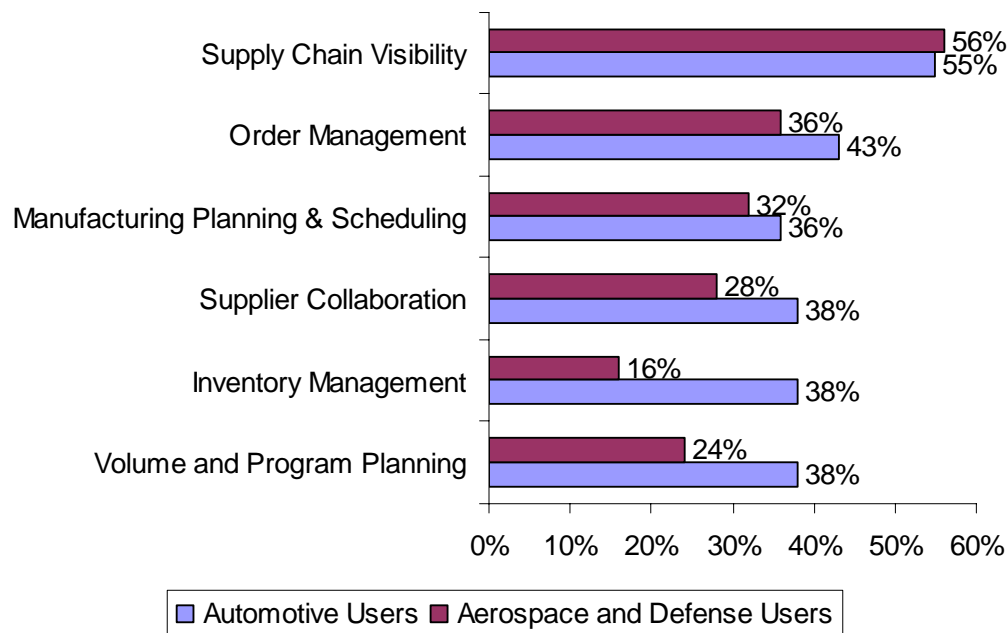 Supply Chain Visibility
56%
55%
Order Management
36%
43%
Manufacturing Planning & Scheduling
32%
36%
Supplier Collaboration
28%
38%
Inventory Management
16%
38%
Volume and Program Planning
24%
38%
0% 10% 20% 30% 40% 50% 60%
Automotive Users Aerospace and Defense Users